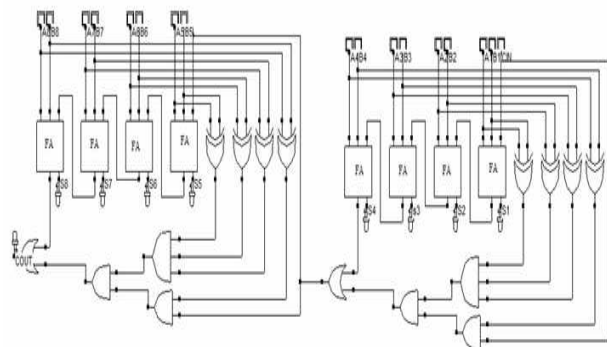 A8B8 A7B7 A6B6 A5B5
A4B4 A3B3 A2B2 A1B1CIN
FA FA FA FA
FA FA FA FA
S8 S7 S6 S5
S4 s3 S2 S1
COUT